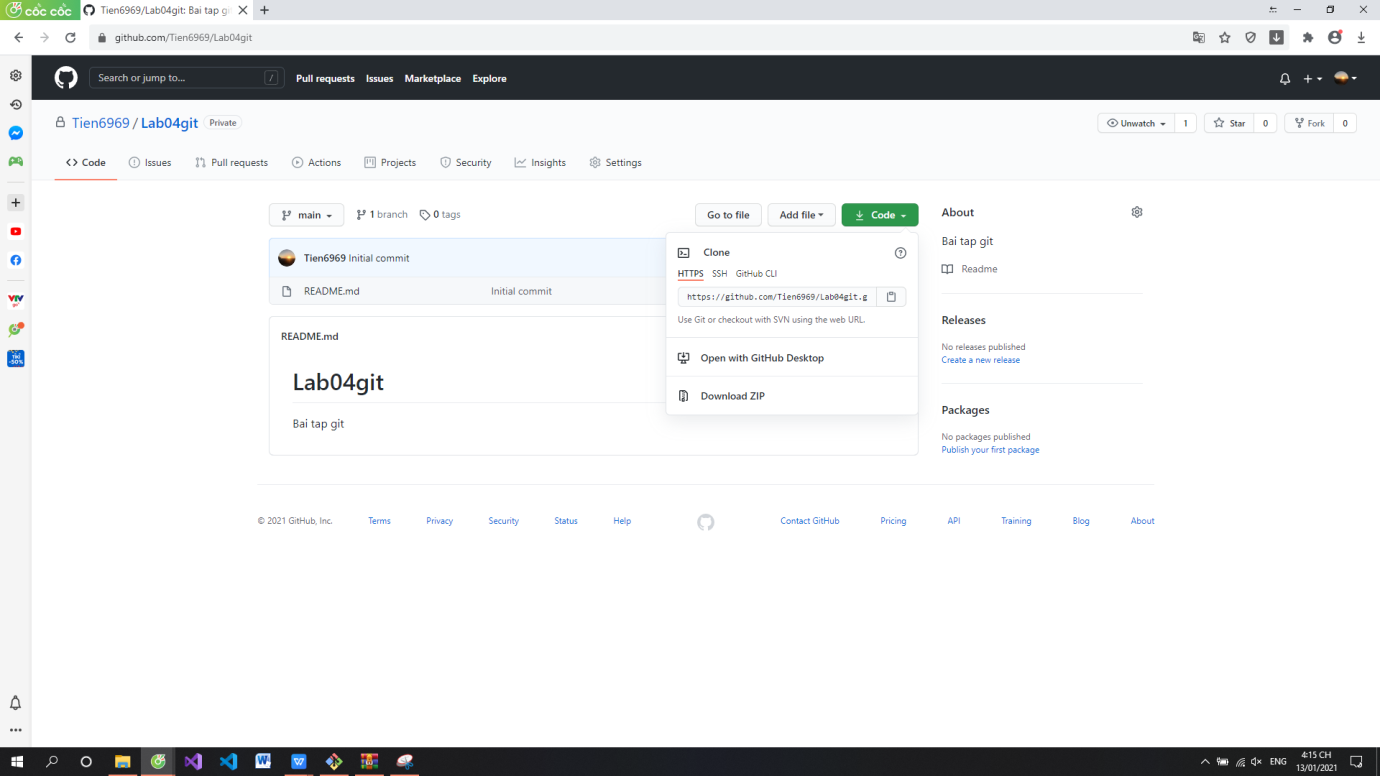 cốc cốc
Tien6969/Lab04git: Bai tap gi
github.com/Tien6969/Lab04git
Search or jump to... /
Pull requests Issues Marketplace Explore
Tien6969 / Lab04git Private
Unwatch 1 Star 0 Fork 0
Code Issues Pull requests Actions Projects Security Insights Settings
main 1 branch 0 tags
Go to file Add file Code
Tien6969 Initial commit
README.md Initial commit
Clone
HTTPS SSH GitHub CLI
https://github.com/Tien6969/Lab04git.g
Use Git or checkout with SVN using the web URL.
Open with GitHub Desktop
Download ZIP
README.md
Lab04git
Bai tap git
About
Bai tap git
Readme
Releases
No releases published
Create a new release
Packages
No packages published
Publish your first package
© 2021 GitHub, Inc. Terms Privacy Security Status Help Contact GitHub Pricing API Training Blog About
ENG
4:15 CH
13/01/2021